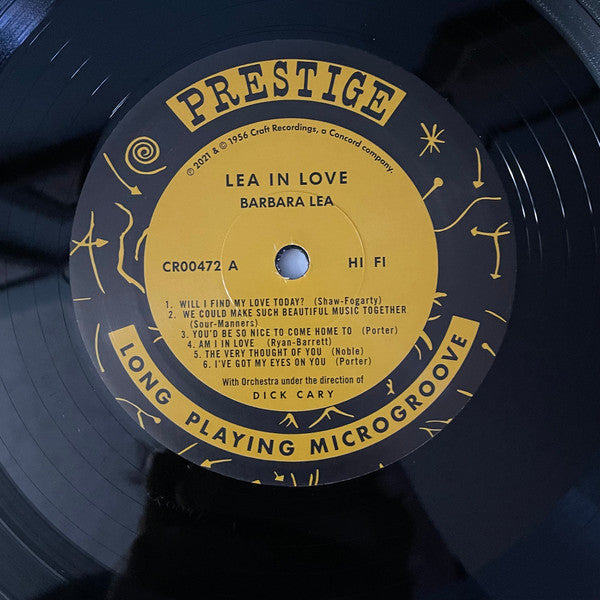 PRESTIGE
℗ 2021 & © 1956 Craft Recordings, a Concord company.
LEA IN LOVE
BARBARA LEA
CR00472 A HI FI
1. WILL I FIND MY LOVE TODAY? (Shaw-Fogarty)
2. WE COULD MAKE SUCH BEAUTIFUL MUSIC TOGETHER
(Sour-Manners)
3. YOU'D BE SO NICE TO COME HOME TO (Porter)
4. AM I IN LOVE (Ryan-Barrett)
5. THE VERY THOUGHT OF YOU (Noble)
6. I'VE GOT MY EYES ON YOU (Porter)
With Orchestra under the direction of
DICK CARY
LONG PLAYING MICROGROOVE